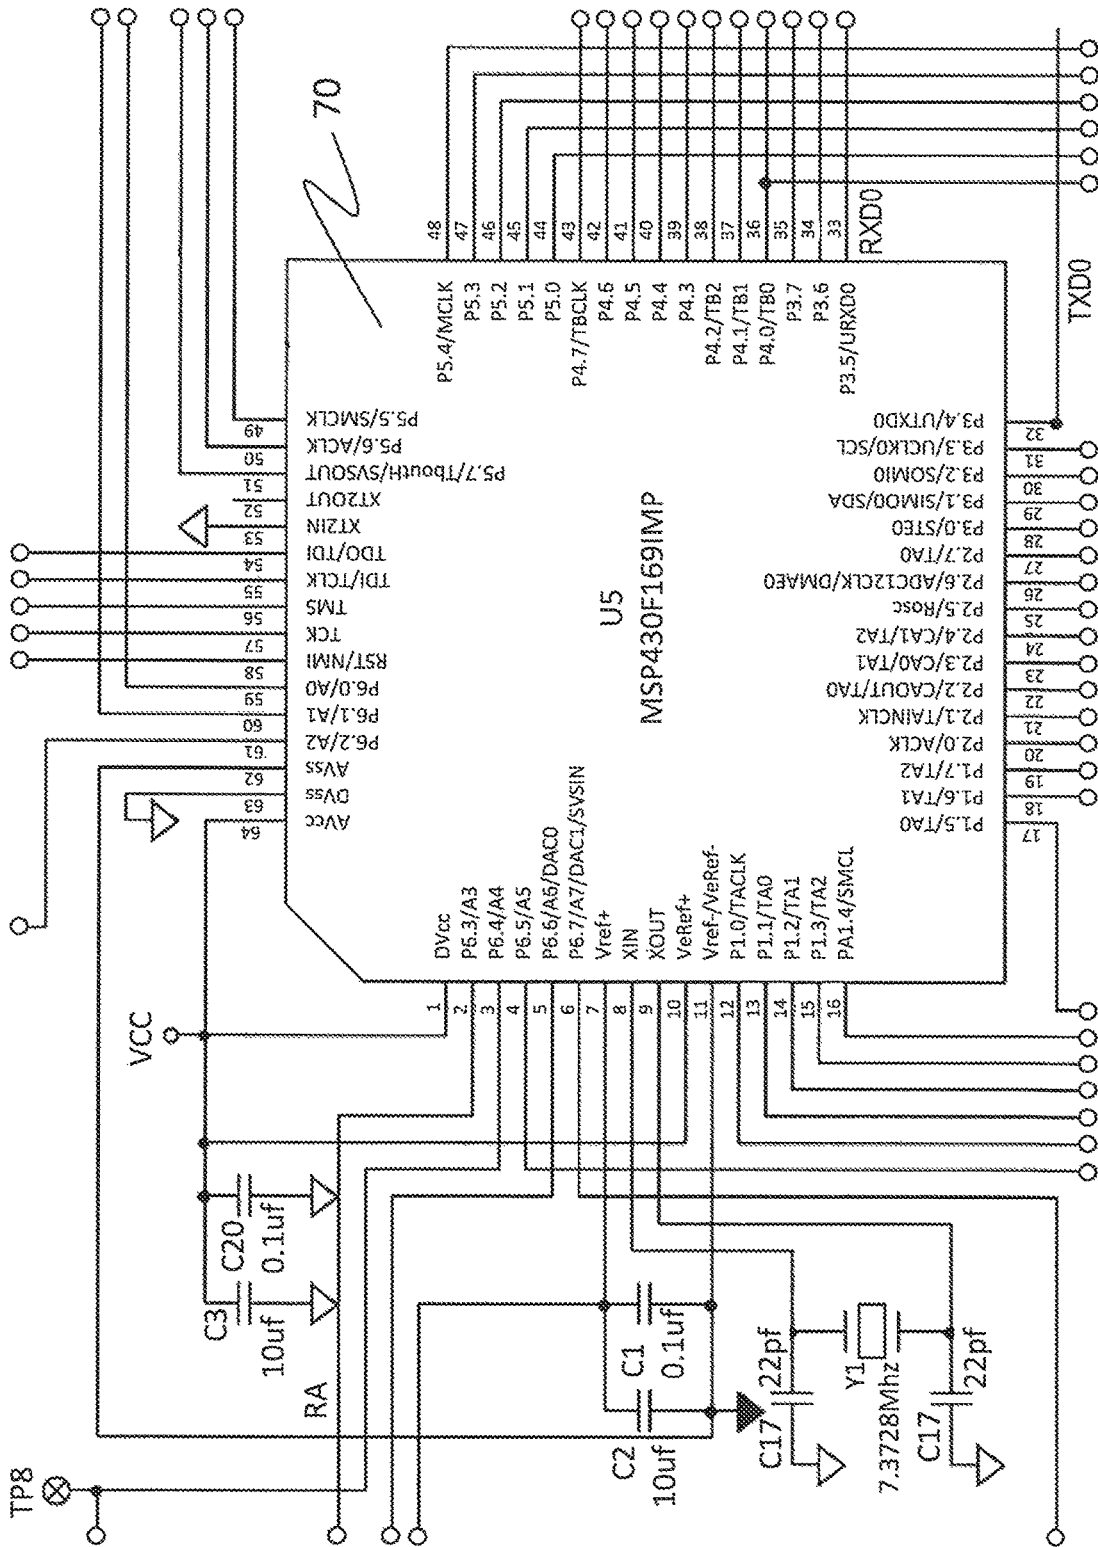 TP8
VCC
C3
10uf
C20
0.1uf
RA
C2
10uf
C1
0.1uf
C17
22pf
Y1
7.3728Mhz
C17
22pf
70
U5
MSP430F169IMP
1 DVcc
2 P6.3/A3
3 P6.4/A4
4 P6.5/A5
5 P6.6/A6/DAC0
6 P6.7/A7/DAC1/SVSIN
7 Vref+
8 XIN
9 XOUT
10 VeRef+
11 Vref-/VeRef-
12 P1.0/TACLK
13 P1.1/TA0
14 P1.2/TA1
15 P1.3/TA2
16 PA1.4/SMCL
17 P1.5/TA0
18 P1.6/TA1
19 P1.7/TA2
20 P2.0/ACLK
21 P2.1/TAINCLK
22 P2.2/CAOUT/TA0
23 P2.3/CA0/TA1
24 P2.4/CA1/TA2
25 P2.5/Rosc
26 P2.6/ADC12CLK/DMAE0
27 P2.7/TA0
28 P3.0/STE0
29 P3.1/SIMO0/SDA
30 P3.2/SOMI0
31 P3.3/UCLK0/SCL
32 P3.4/UTXD0
33 P3.5/URXD0
34 P3.6
35 P3.7
36 P4.0/TB0
37 P4.1/TB1
38 P4.2/TB2
39 P4.3
40 P4.4
41 P4.5
42 P4.6
43 P4.7/TBCLK
44 P5.0
45 P5.1
46 P5.2
47 P5.3
48 P5.4/MCLK
49 P5.5/SMCLK
50 P5.6/ACLK
51 P5.7/TboutH/SVSOUT
52 XT2OUT
53 XT2IN
54 TDO/TDI
55 TDI/TCLK
56 TMS
57 TCK
58 RST/NMI
59 P6.0/A0
60 P6.1/A1
61 P6.2/A2
62 AVss
63 DVss
64 AVcc
RXD0
TXD0